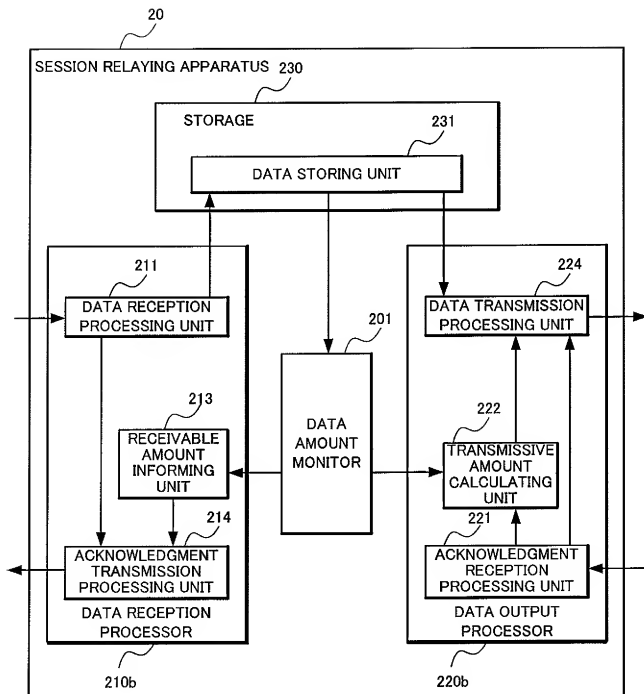 20
SESSION RELAYING APPARATUS
230
STORAGE
231
DATA STORING UNIT
211
DATA RECEPTION
PROCESSING UNIT
224
DATA TRANSMISSION
PROCESSING UNIT
201
DATA
AMOUNT
MONITOR
213
RECEIVABLE
AMOUNT
INFORMING
UNIT
222
TRANSMISSIVE
AMOUNT
CALCULATING
UNIT
214
ACKNOWLEDGMENT
TRANSMISSION
PROCESSING UNIT
221
ACKNOWLEDGMENT
RECEPTION
PROCESSING UNIT
DATA RECEPTION
PROCESSOR
DATA OUTPUT
PROCESSOR
210b
220b